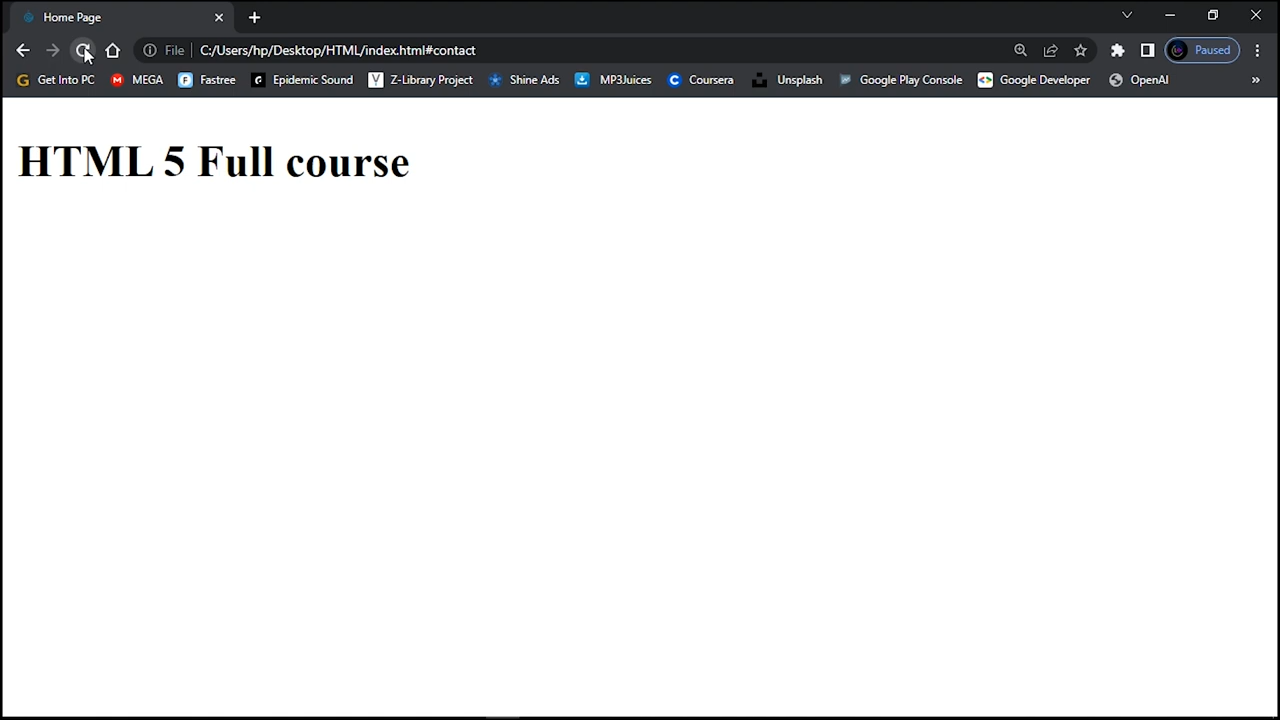 Home Page
File C:/Users/hp/Desktop/HTML/index.html#contact Paused
Get Into PC MEGA Fastree Epidemic Sound Z-Library Project Shine Ads MP3Juices Coursera Unsplash Google Play Console Google Developer OpenAI »
HTML 5 Full course